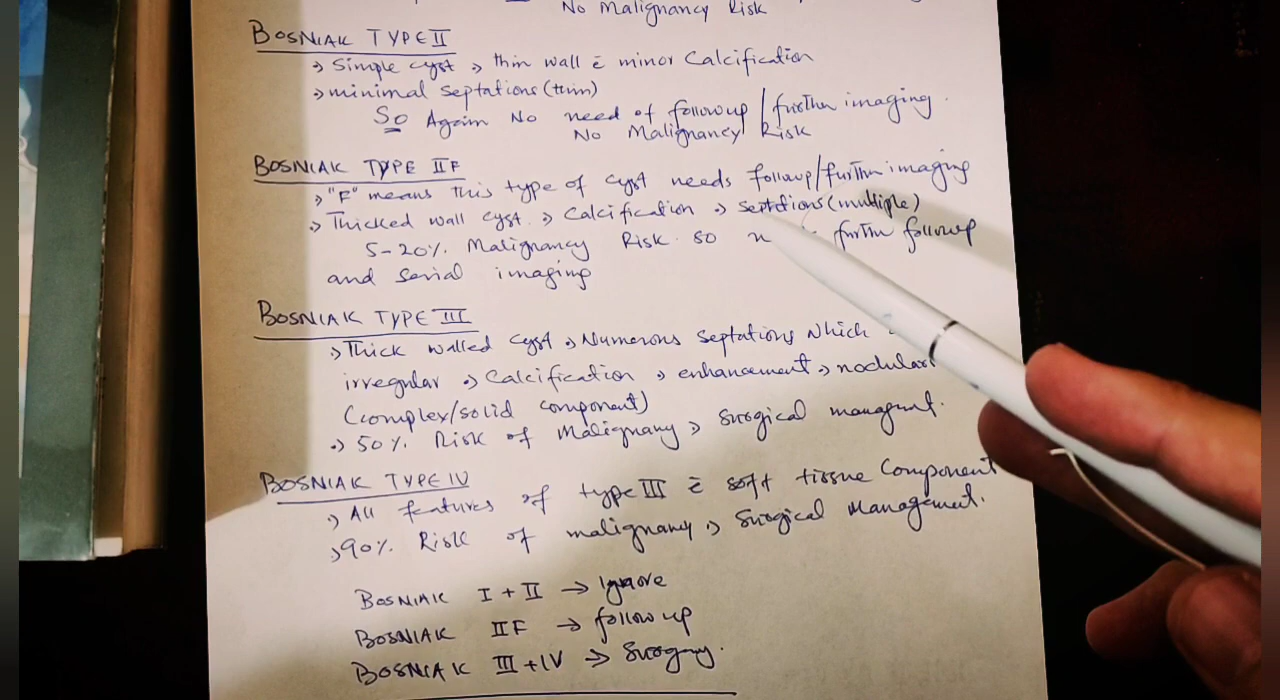 No Malignancy Risk
BOSNIAK TYPE II
→ Simple cyst → thin wall c̄ minor Calcification
→ minimal septations (thin)
So Again No need of followup / further imaging.
No Malignancy Risk
BOSNIAK TYPE II F
→ "F" means this type of cyst needs followup/further imaging
→ Thicked wall cyst. → Calcification → septations (multiple)
5-20% Malignancy Risk so further followup
and serial imaging
BOSNIAK TYPE III
→ Thick walled cyst → Numerous septations which
irregular → Calcification → enhancement → nodular
(complex/solid component)
→ 50% Risk of Malignany → Surgical managment.
BOSNIAK TYPE IV
→ All features of type III c̄ soft tissue Component
→ 90% Risk of malignany → Surgical Management.
BOSNIAK I + II → Ignore
BOSNIAK IIF → follow up
BOSNIAK III + IV → Surgery.